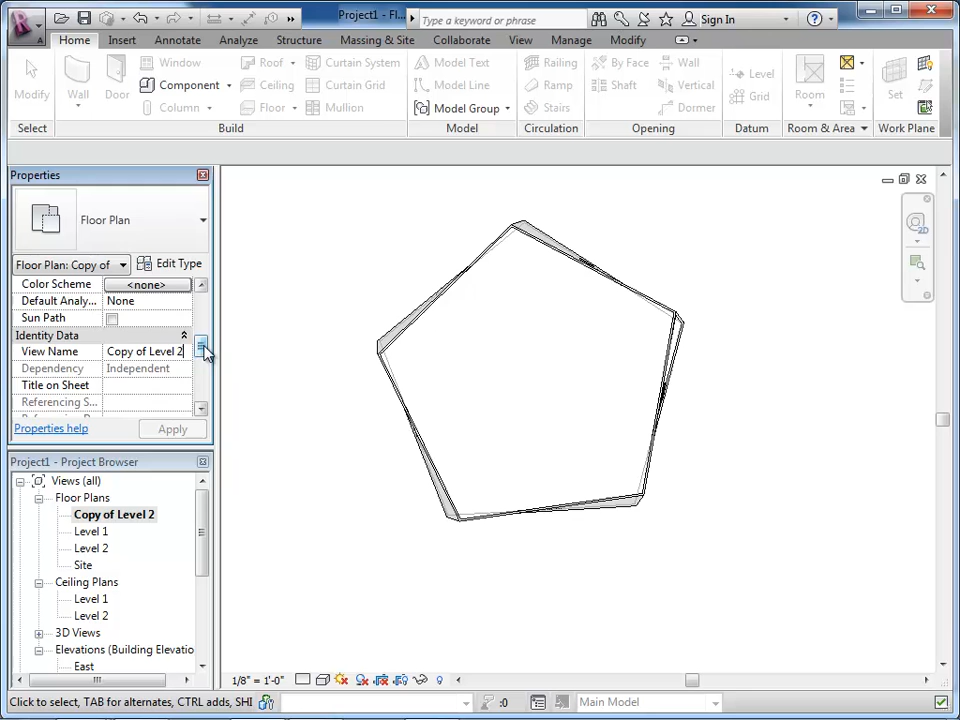 Project1 - Fl...
Type a keyword or phrase
Sign In
Home Insert Annotate Analyze Structure Massing & Site Collaborate View Manage Modify
Modify
Wall
Door
Window
Component
Column
Roof
Ceiling
Floor
Curtain System
Curtain Grid
Mullion
Model Text
Model Line
Model Group
Railing
Ramp
Stairs
By Face
Shaft
Wall
Vertical
Dormer
Level
Grid
Room
Set
Select Build Model Circulation Opening Datum Room & Area Work Plane
Properties
Floor Plan
Floor Plan: Copy of
Edit Type
Color Scheme <none>
Default Analy... None
Sun Path
Identity Data
View Name Copy of Level 2
Dependency Independent
Title on Sheet
Referencing S...
Properties help
Apply
Project1 - Project Browser
Views (all)
Floor Plans
Copy of Level 2
Level 1
Level 2
Site
Ceiling Plans
Level 1
Level 2
3D Views
Elevations (Building Elevatio
East
2D
1/8" = 1'-0"
Click to select, TAB for alternates, CTRL adds, SHI
:0
Main Model